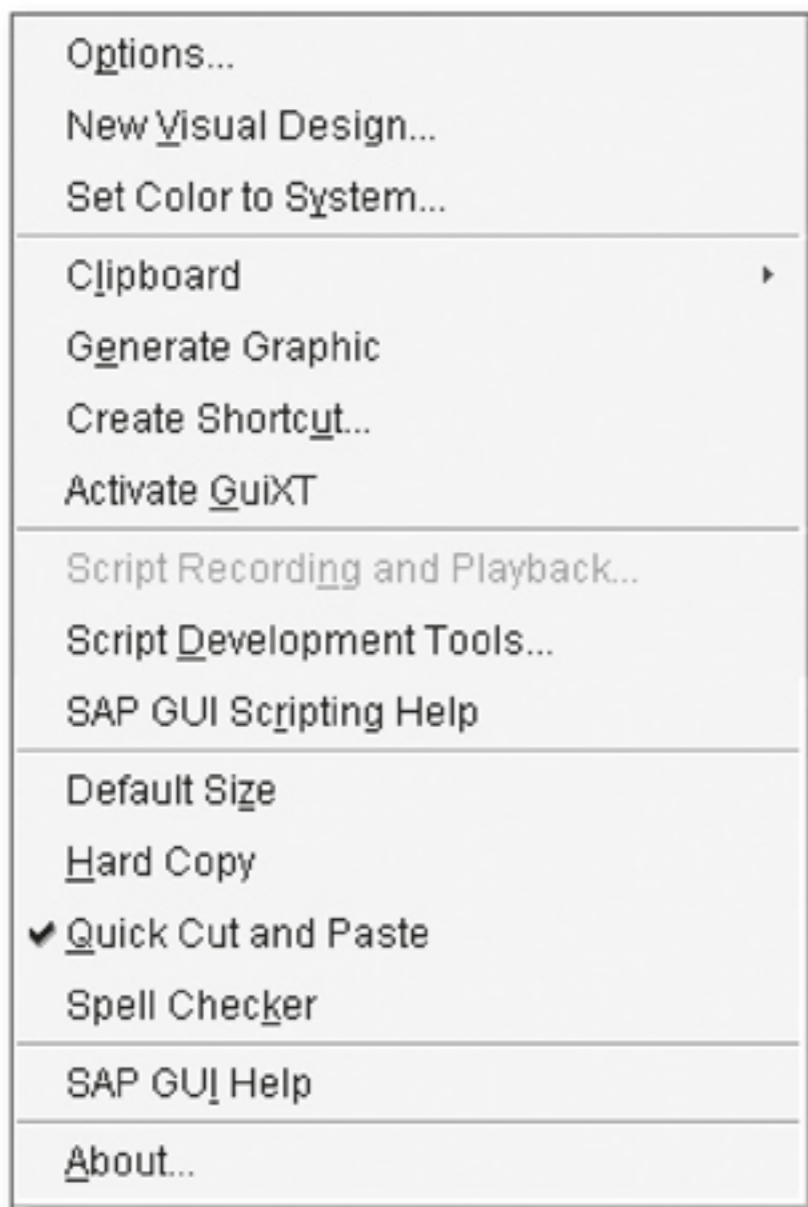 Options...
New Visual Design...
Set Color to System...
Clipboard
Generate Graphic
Create Shortcut...
Activate GuiXT
Script Recording and Playback...
Script Development Tools...
SAP GUI Scripting Help
Default Size
Hard Copy
Quick Cut and Paste
Spell Checker
SAP GUI Help
About...